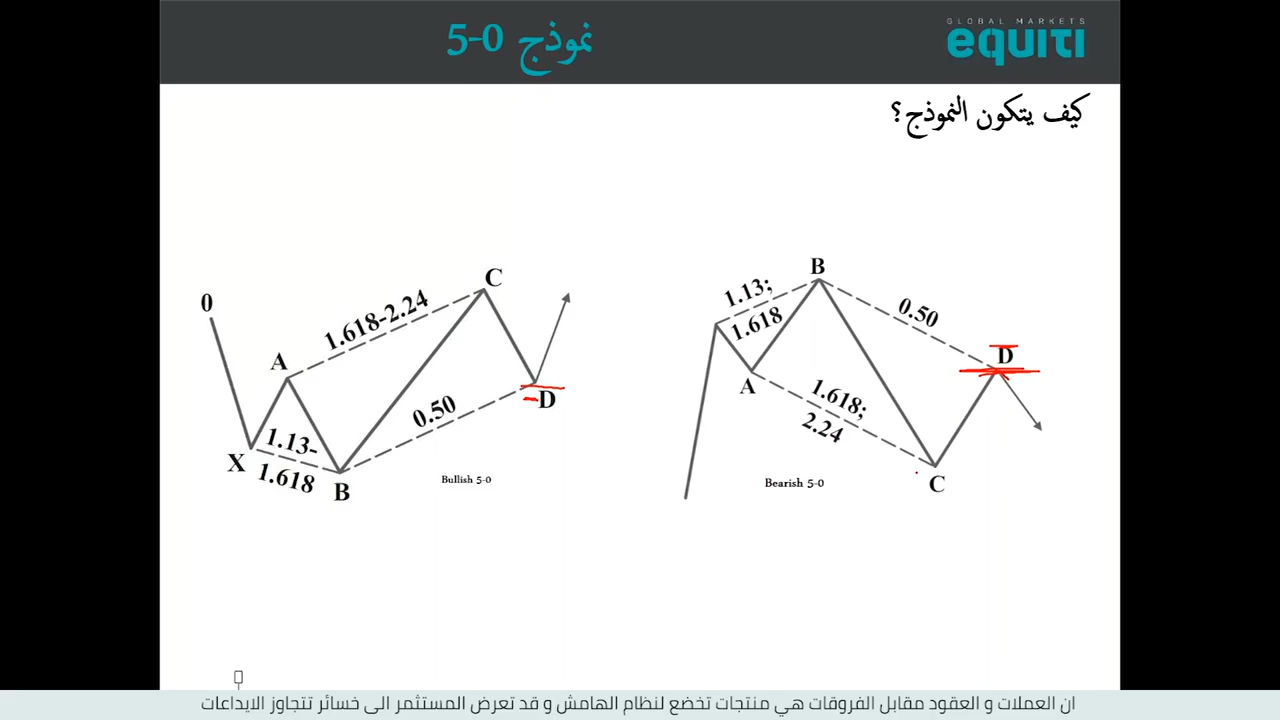 نموذج 5-0
GLOBAL MARKETS
equiti
كيف يتكون النموذج؟
0
A
1.618-2.24
C
X
1.13-
1.618
B
0.50
D
Bullish 5-0
1.13;
1.618
B
0.50
D
A
1.618;
2.24
C
Bearish 5-0
ان العملات و العقود مقابل الفروقات هي منتجات تخضع لنظام الهامش و قد تعرض المستثمر الى خسائر تتجاوز الايداعات